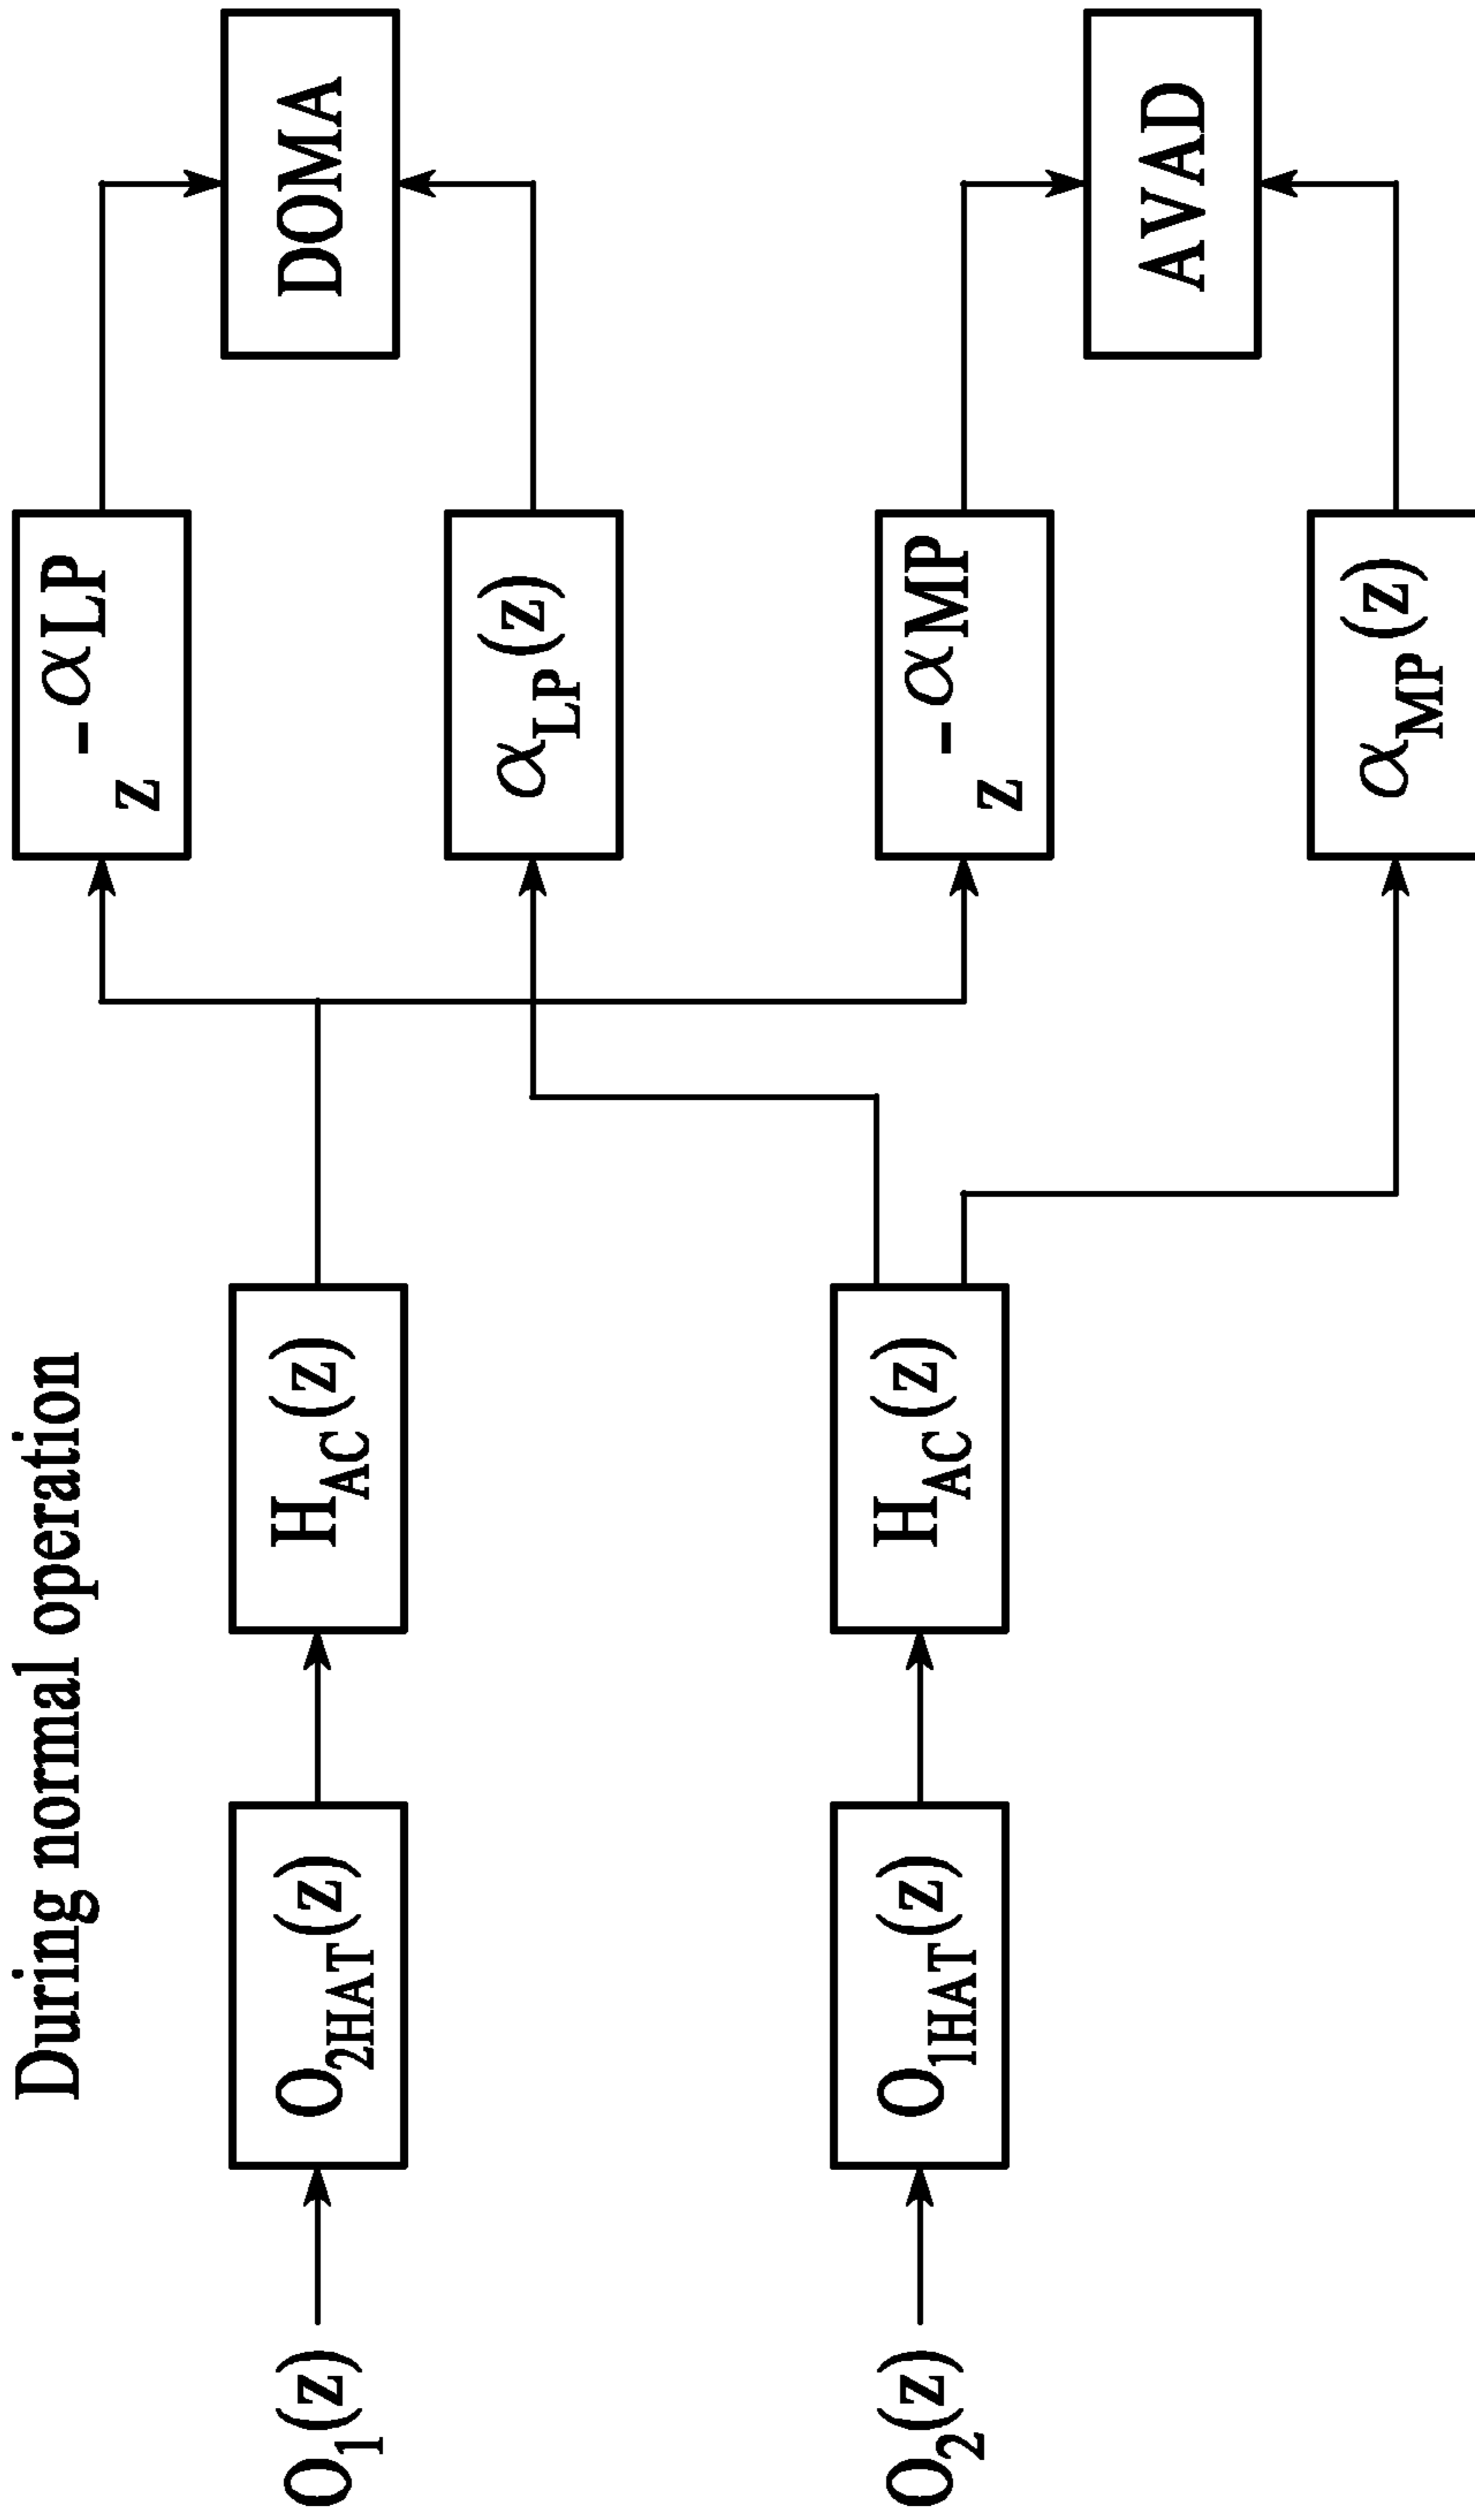 During normal operation
O1(z)
O2HAT(z)
HAC(z)
z-αLP
αLP(z)
DOMA
O2(z)
O1HAT(z)
HAC(z)
z-αMP
αMP(z)
AVAD